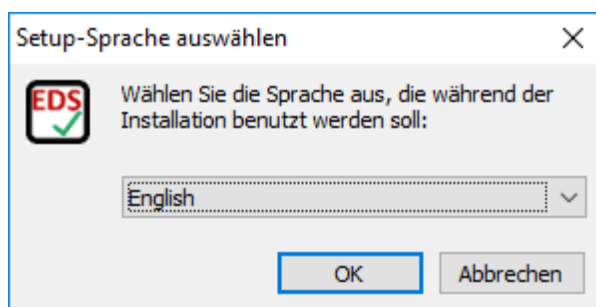 Setup-Sprache auswählen
EDS
Wählen Sie die Sprache aus, die während der
Installation benutzt werden soll:
English
OK
Abbrechen